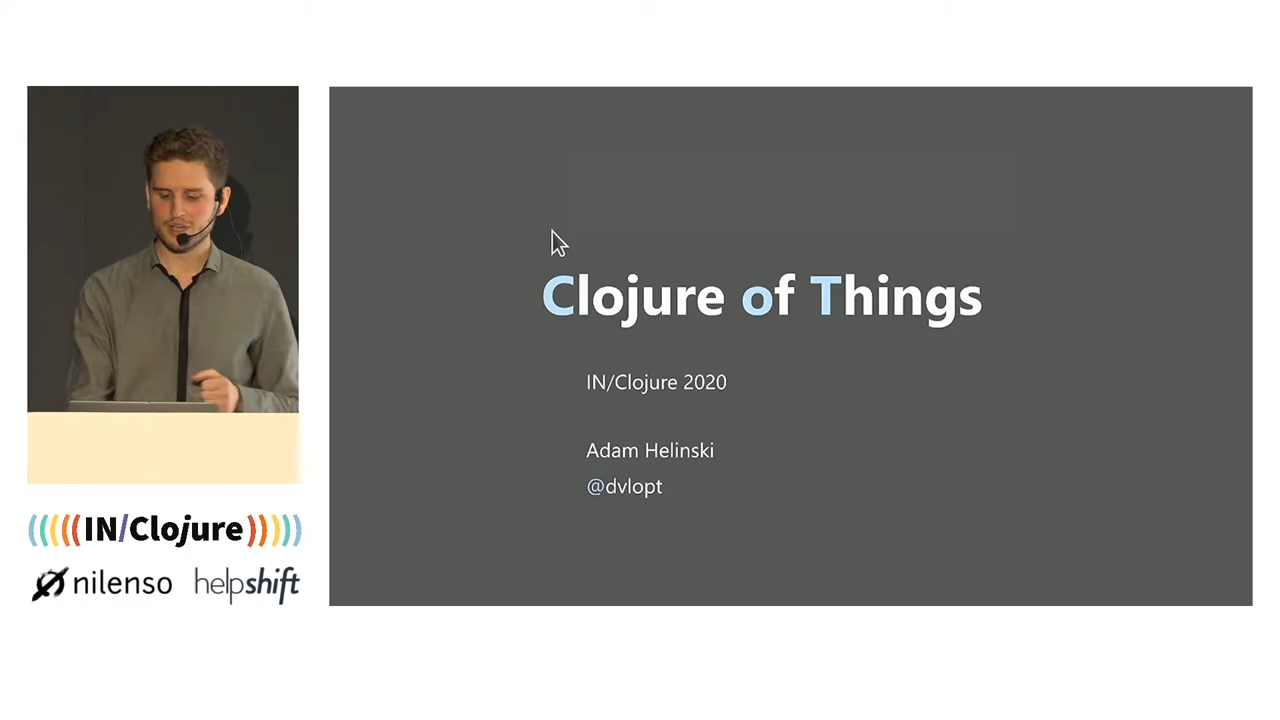 Clojure of Things
IN/Clojure 2020
Adam Helinski
@dvlopt
(((((IN/Clojure)))))
nilenso
helpshift